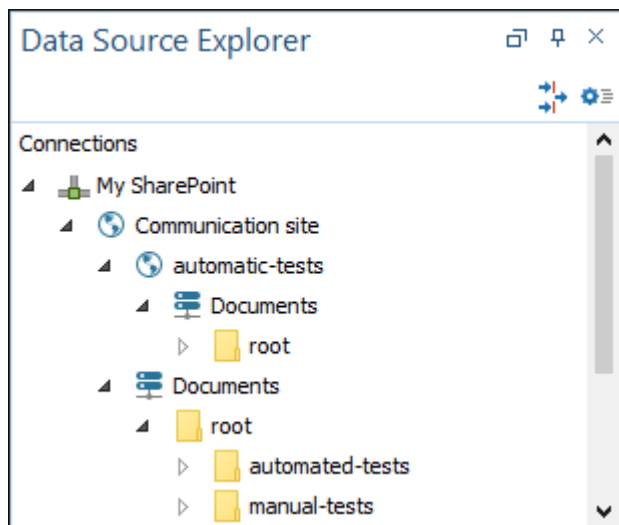 Data Source Explorer
Connections
My SharePoint
Communication site
automatic-tests
Documents
root
Documents
root
automated-tests
manual-tests